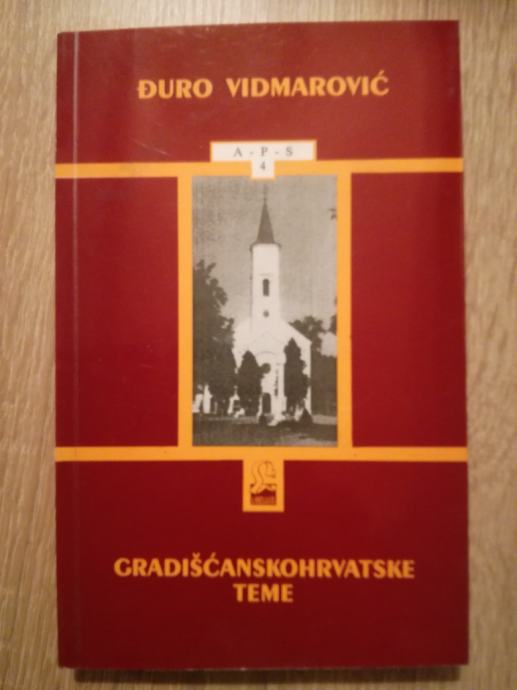 ĐURO VIDMAROVIĆ
A - P - S
4
GRADIŠĆANSKOHRVATSKE
TEME